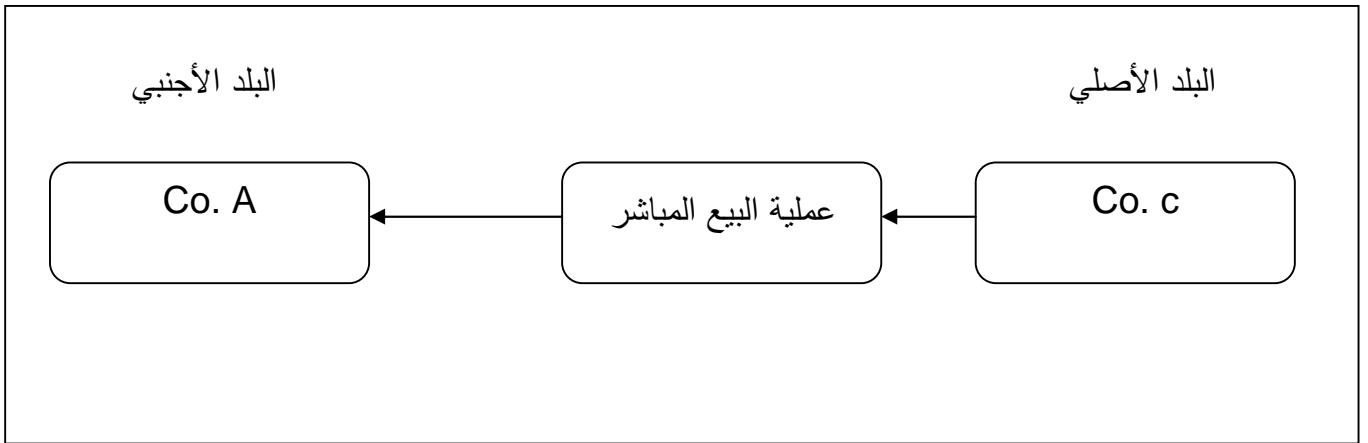 البلد الأصلي
البلد الأجنبي
Co. c
عملية البيع المباشر
Co. A